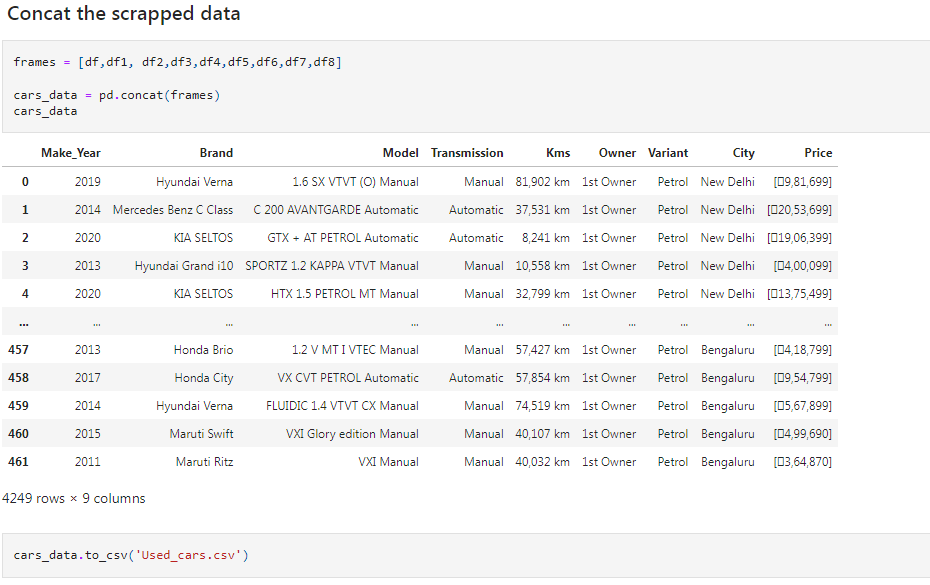 Concat the scrapped data
frames = [df,df1, df2,df3,df4,df5,df6,df7,df8]
cars_data = pd.concat(frames)
cars_data
Make_Year Brand Model Transmission Kms Owner Variant City Price
0 2019 Hyundai Verna 1.6 SX VTVT (O) Manual Manual 81,902 km 1st Owner Petrol New Delhi [▯9,81,699]
1 2014 Mercedes Benz C Class C 200 AVANTGARDE Automatic Automatic 37,531 km 1st Owner Petrol New Delhi [▯20,53,699]
2 2020 KIA SELTOS GTX + AT PETROL Automatic Automatic 8,241 km 1st Owner Petrol New Delhi [▯19,06,399]
3 2013 Hyundai Grand i10 SPORTZ 1.2 KAPPA VTVT Manual Manual 10,558 km 1st Owner Petrol New Delhi [▯4,00,099]
4 2020 KIA SELTOS HTX 1.5 PETROL MT Manual Manual 32,799 km 1st Owner Petrol New Delhi [▯13,75,499]
... ... ... ... ... ... ... ... ... ...
457 2013 Honda Brio 1.2 V MT I VTEC Manual Manual 57,427 km 1st Owner Petrol Bengaluru [▯4,18,799]
458 2017 Honda City VX CVT PETROL Automatic Automatic 57,854 km 1st Owner Petrol Bengaluru [▯9,54,799]
459 2014 Hyundai Verna FLUIDIC 1.4 VTVT CX Manual Manual 74,519 km 1st Owner Petrol Bengaluru [▯5,67,899]
460 2015 Maruti Swift VXI Glory edition Manual Manual 40,107 km 1st Owner Petrol Bengaluru [▯4,99,690]
461 2011 Maruti Ritz VXI Manual Manual 40,032 km 1st Owner Petrol Bengaluru [▯3,64,870]
4249 rows × 9 columns
cars_data.to_csv('Used_cars.csv')